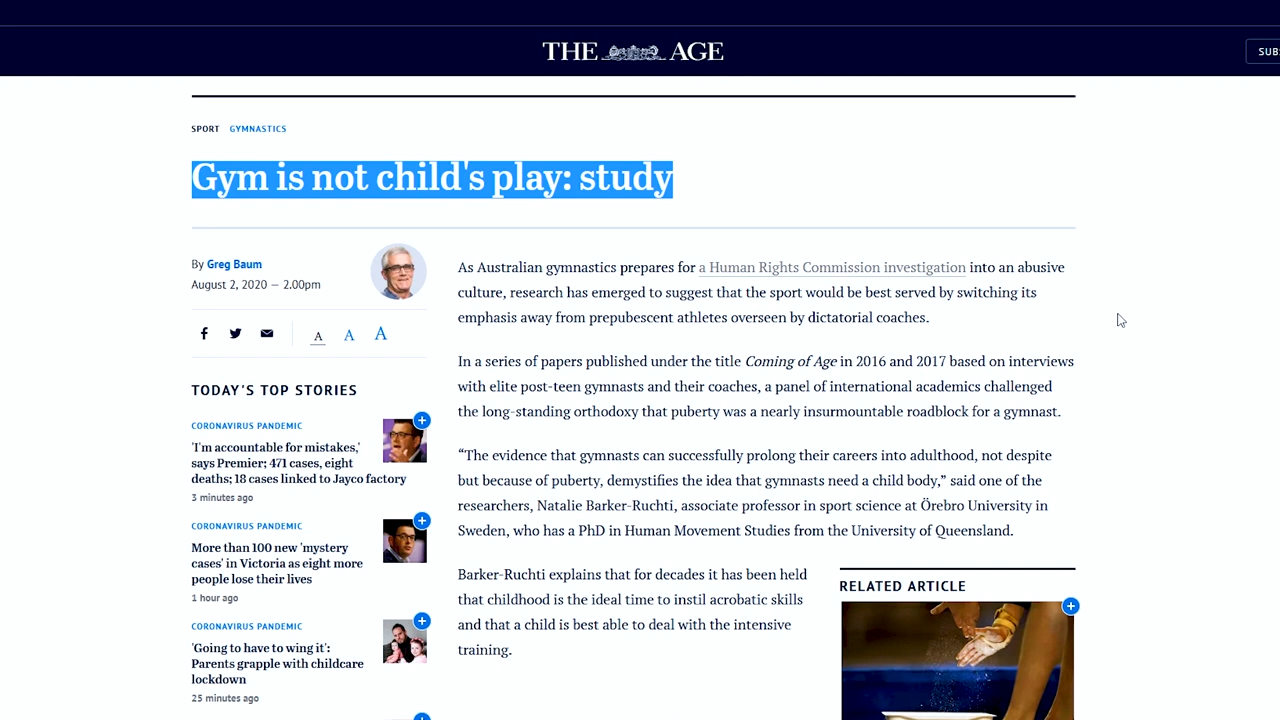 THE AGE
SUB
SPORT GYMNASTICS
Gym is not child's play: study
By Greg Baum
August 2, 2020 — 2.00pm
A A A
TODAY'S TOP STORIES
CORONAVIRUS PANDEMIC
'I'm accountable for mistakes,'
says Premier; 471 cases, eight
deaths; 18 cases linked to Jayco factory
3 minutes ago
CORONAVIRUS PANDEMIC
More than 100 new 'mystery
cases' in Victoria as eight more
people lose their lives
1 hour ago
CORONAVIRUS PANDEMIC
'Going to have to wing it':
Parents grapple with childcare
lockdown
25 minutes ago
As Australian gymnastics prepares for a Human Rights Commission investigation into an abusive
culture, research has emerged to suggest that the sport would be best served by switching its
emphasis away from prepubescent athletes overseen by dictatorial coaches.
In a series of papers published under the title Coming of Age in 2016 and 2017 based on interviews
with elite post-teen gymnasts and their coaches, a panel of international academics challenged
the long-standing orthodoxy that puberty was a nearly insurmountable roadblock for a gymnast.
“The evidence that gymnasts can successfully prolong their careers into adulthood, not despite
but because of puberty, demystifies the idea that gymnasts need a child body,” said one of the
researchers, Natalie Barker-Ruchti, associate professor in sport science at Örebro University in
Sweden, who has a PhD in Human Movement Studies from the University of Queensland.
Barker-Ruchti explains that for decades it has been held
that childhood is the ideal time to instil acrobatic skills
and that a child is best able to deal with the intensive
training.
RELATED ARTICLE